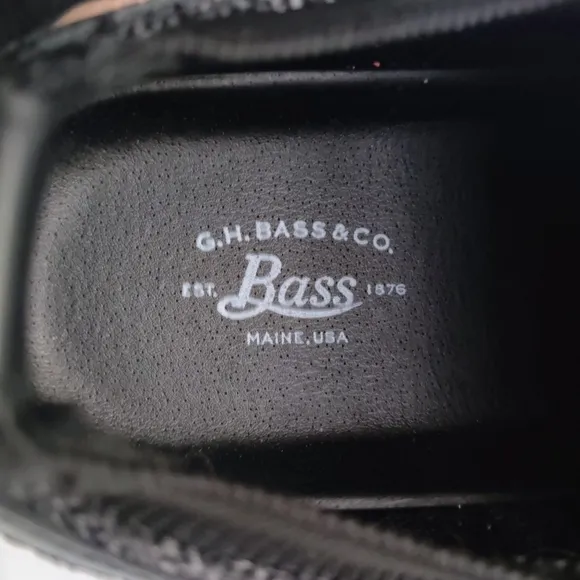 G.H. BASS & CO.
EST. Bass 1876
MAINE, USA